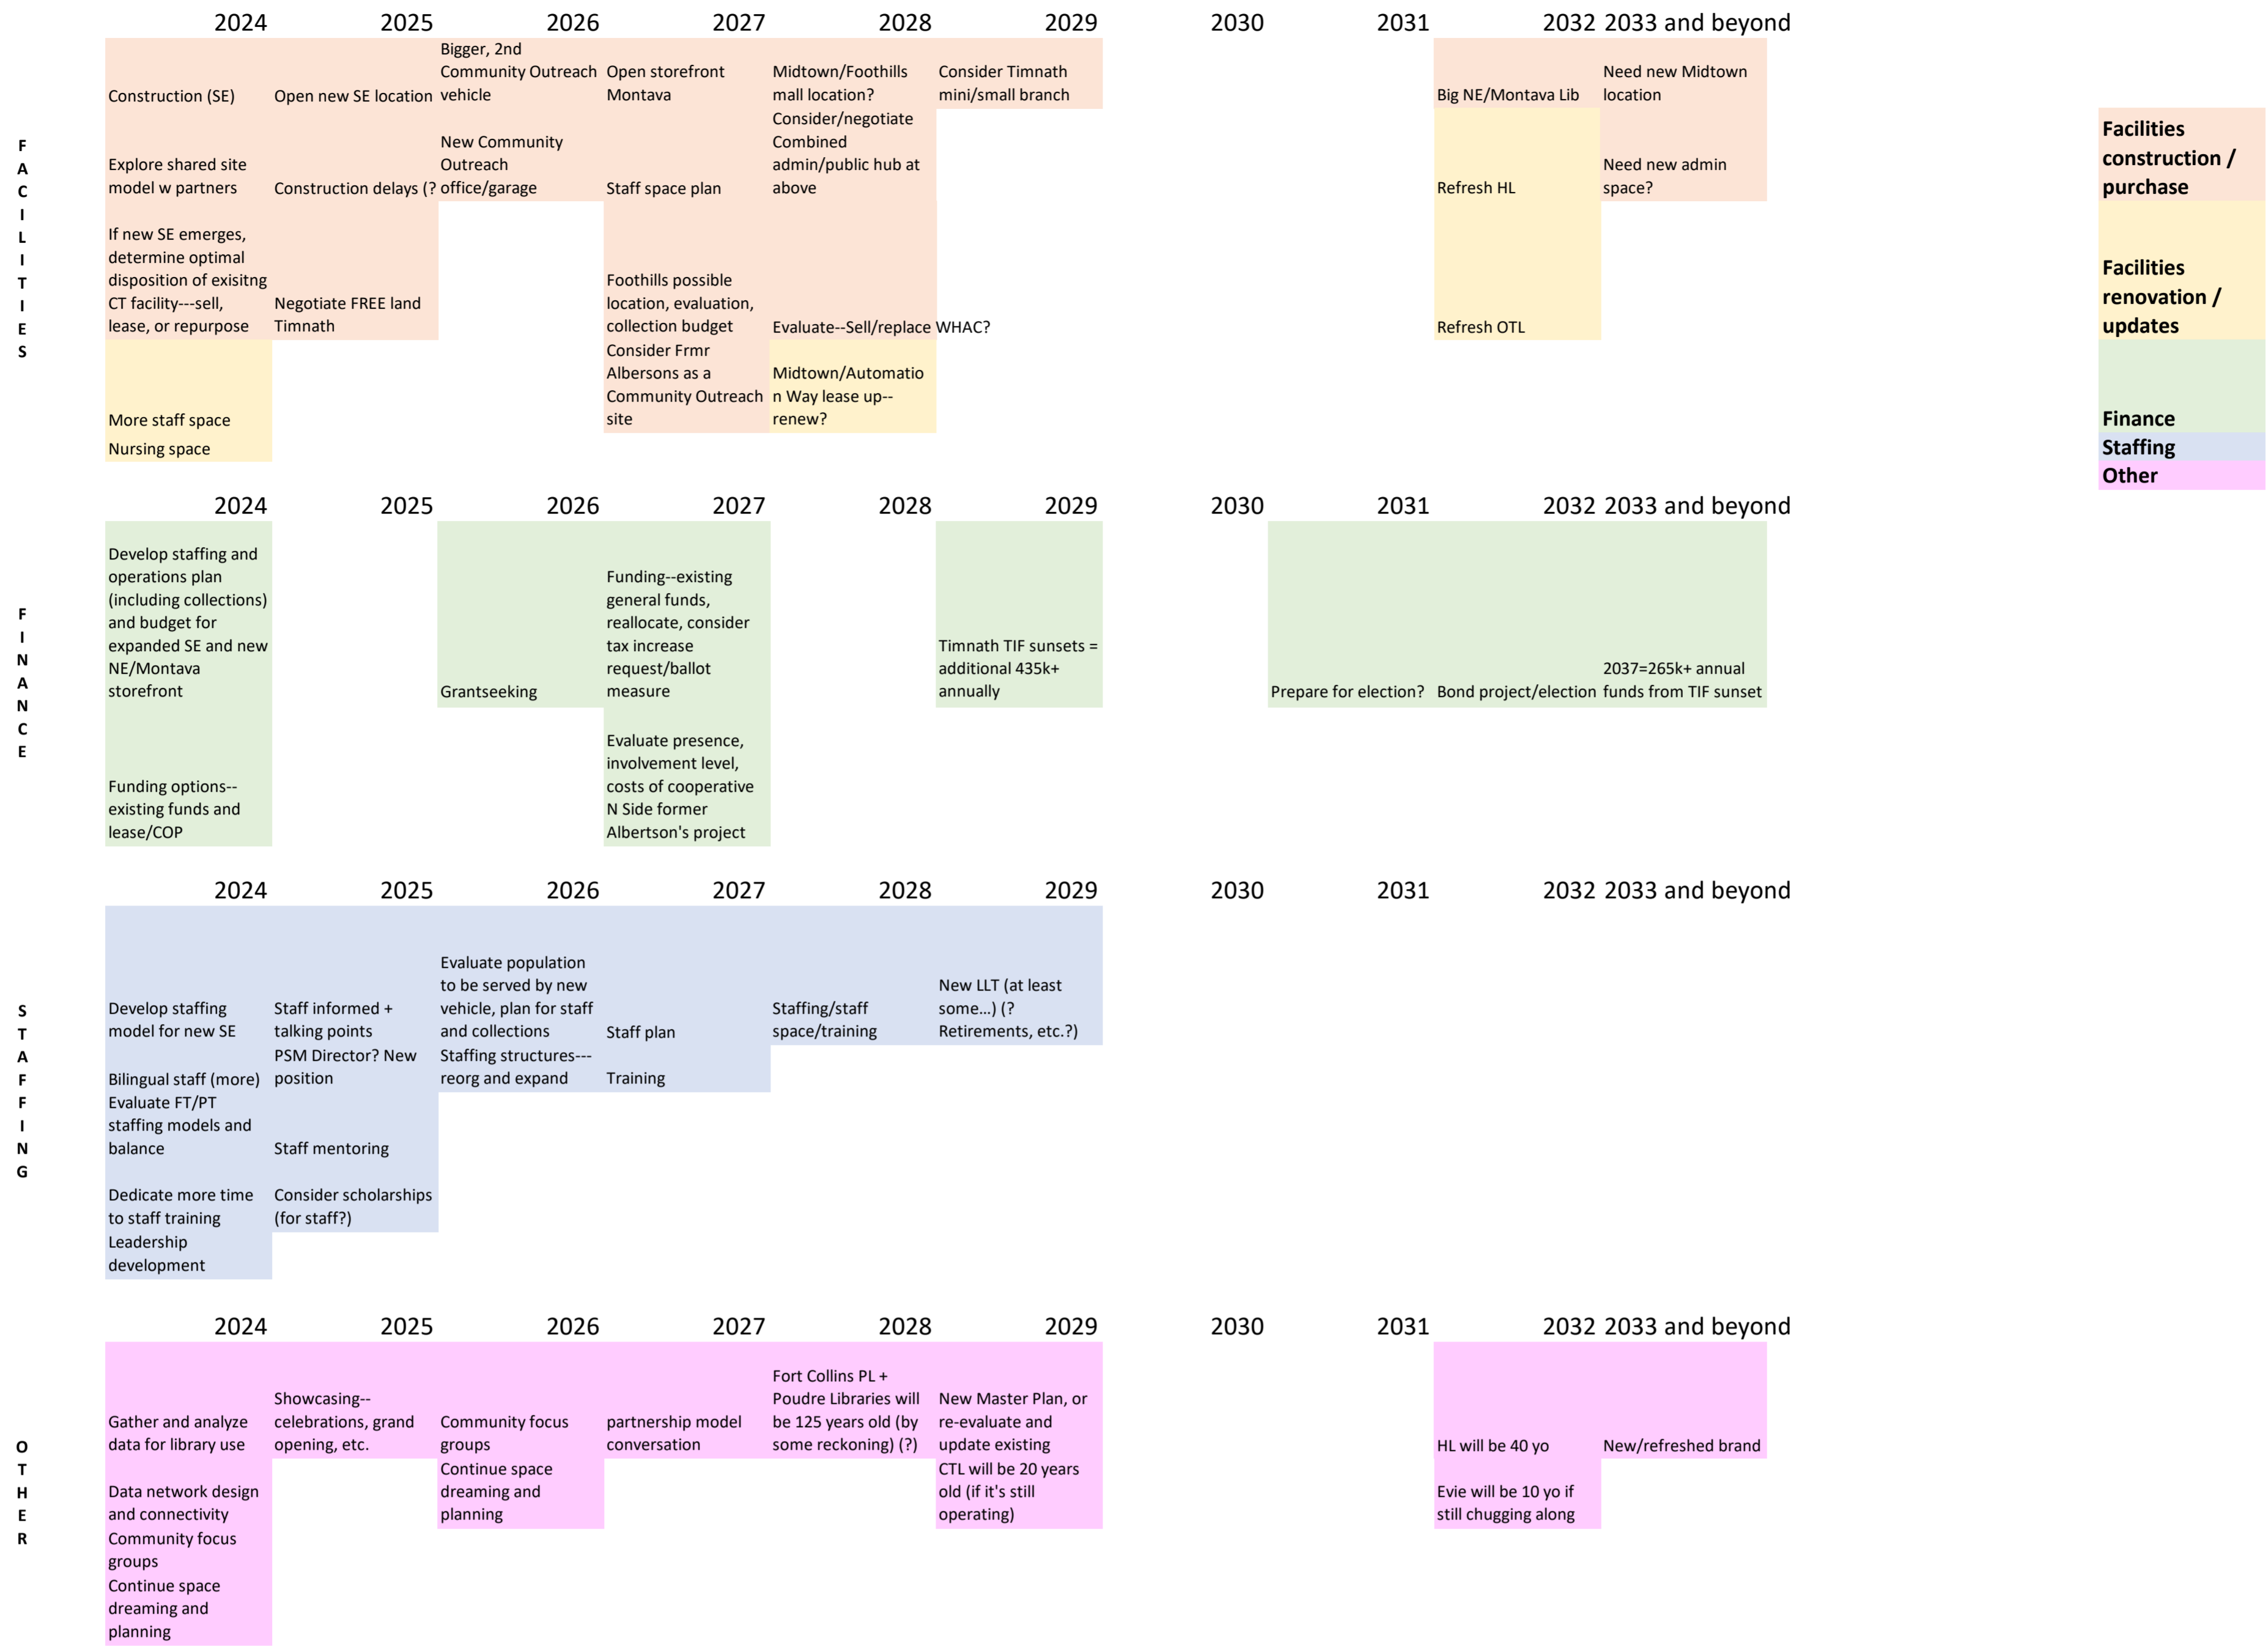 2024 2025 2026 2027 2028 2029 2030 2031 2032 2033 and beyond
FACILITIES
Construction (SE)
Open new SE location
Bigger, 2nd
Community Outreach
vehicle
Open storefront
Montava
Midtown/Foothills
mall location?
Consider Timnath
mini/small branch
Big NE/Montava Lib
Need new Midtown
location
Explore shared site
model w partners
Construction delays (?
New Community
Outreach
office/garage
Staff space plan
Consider/negotiate
Combined
admin/public hub at
above
Refresh HL
Need new admin
space?
If new SE emerges,
determine optimal
disposition of exisitng
CT facility---sell,
lease, or repurpose
Negotiate FREE land
Timnath
Foothills possible
location, evaluation,
collection budget
Evaluate--Sell/replace WHAC?
Refresh OTL
More staff space
Consider Frmr
Albersons as a
Community Outreach
site
Midtown/Automatio
n Way lease up--
renew?
Nursing space
Facilities
construction /
purchase
Facilities
renovation /
updates
Finance
Staffing
Other
2024 2025 2026 2027 2028 2029 2030 2031 2032 2033 and beyond
FINANCE
Develop staffing and
operations plan
(including collections)
and budget for
expanded SE and new
NE/Montava
storefront
Grantseeking
Funding--existing
general funds,
reallocate, consider
tax increase
request/ballot
measure
Timnath TIF sunsets =
additional 435k+
annually
Prepare for election?
Bond project/election
2037=265k+ annual
funds from TIF sunset
Funding options--
existing funds and
lease/COP
Evaluate presence,
involvement level,
costs of cooperative
N Side former
Albertson's project
2024 2025 2026 2027 2028 2029 2030 2031 2032 2033 and beyond
STAFFING
Develop staffing
model for new SE
Staff informed +
talking points
Evaluate population
to be served by new
vehicle, plan for staff
and collections
Staff plan
Staffing/staff
space/training
New LLT (at least
some...) (?
Retirements, etc.?)
Bilingual staff (more)
PSM Director? New
position
Staffing structures---
reorg and expand
Training
Evaluate FT/PT
staffing models and
balance
Staff mentoring
Dedicate more time
to staff training
Consider scholarships
(for staff?)
Leadership
development
2024 2025 2026 2027 2028 2029 2030 2031 2032 2033 and beyond
OTHER
Gather and analyze
data for library use
Showcasing--
celebrations, grand
opening, etc.
Community focus
groups
partnership model
conversation
Fort Collins PL +
Poudre Libraries will
be 125 years old (by
some reckoning) (?)
New Master Plan, or
re-evaluate and
update existing
HL will be 40 yo
New/refreshed brand
Data network design
and connectivity
Continue space
dreaming and
planning
CTL will be 20 years
old (if it's still
operating)
Evie will be 10 yo if
still chugging along
Community focus
groups
Continue space
dreaming and
planning